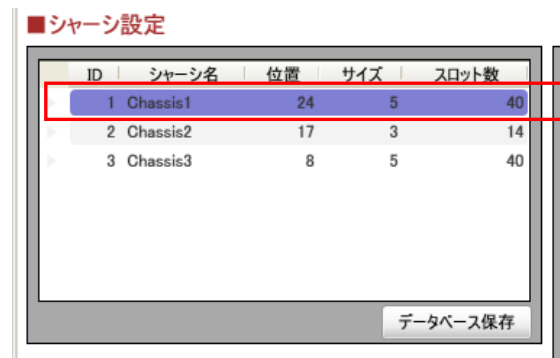 ■シャーシ設定
ID シャーシ名 位置 サイズ スロット数
1 Chassis1 24 5 40
2 Chassis2 17 3 14
3 Chassis3 8 5 40
データベース保存